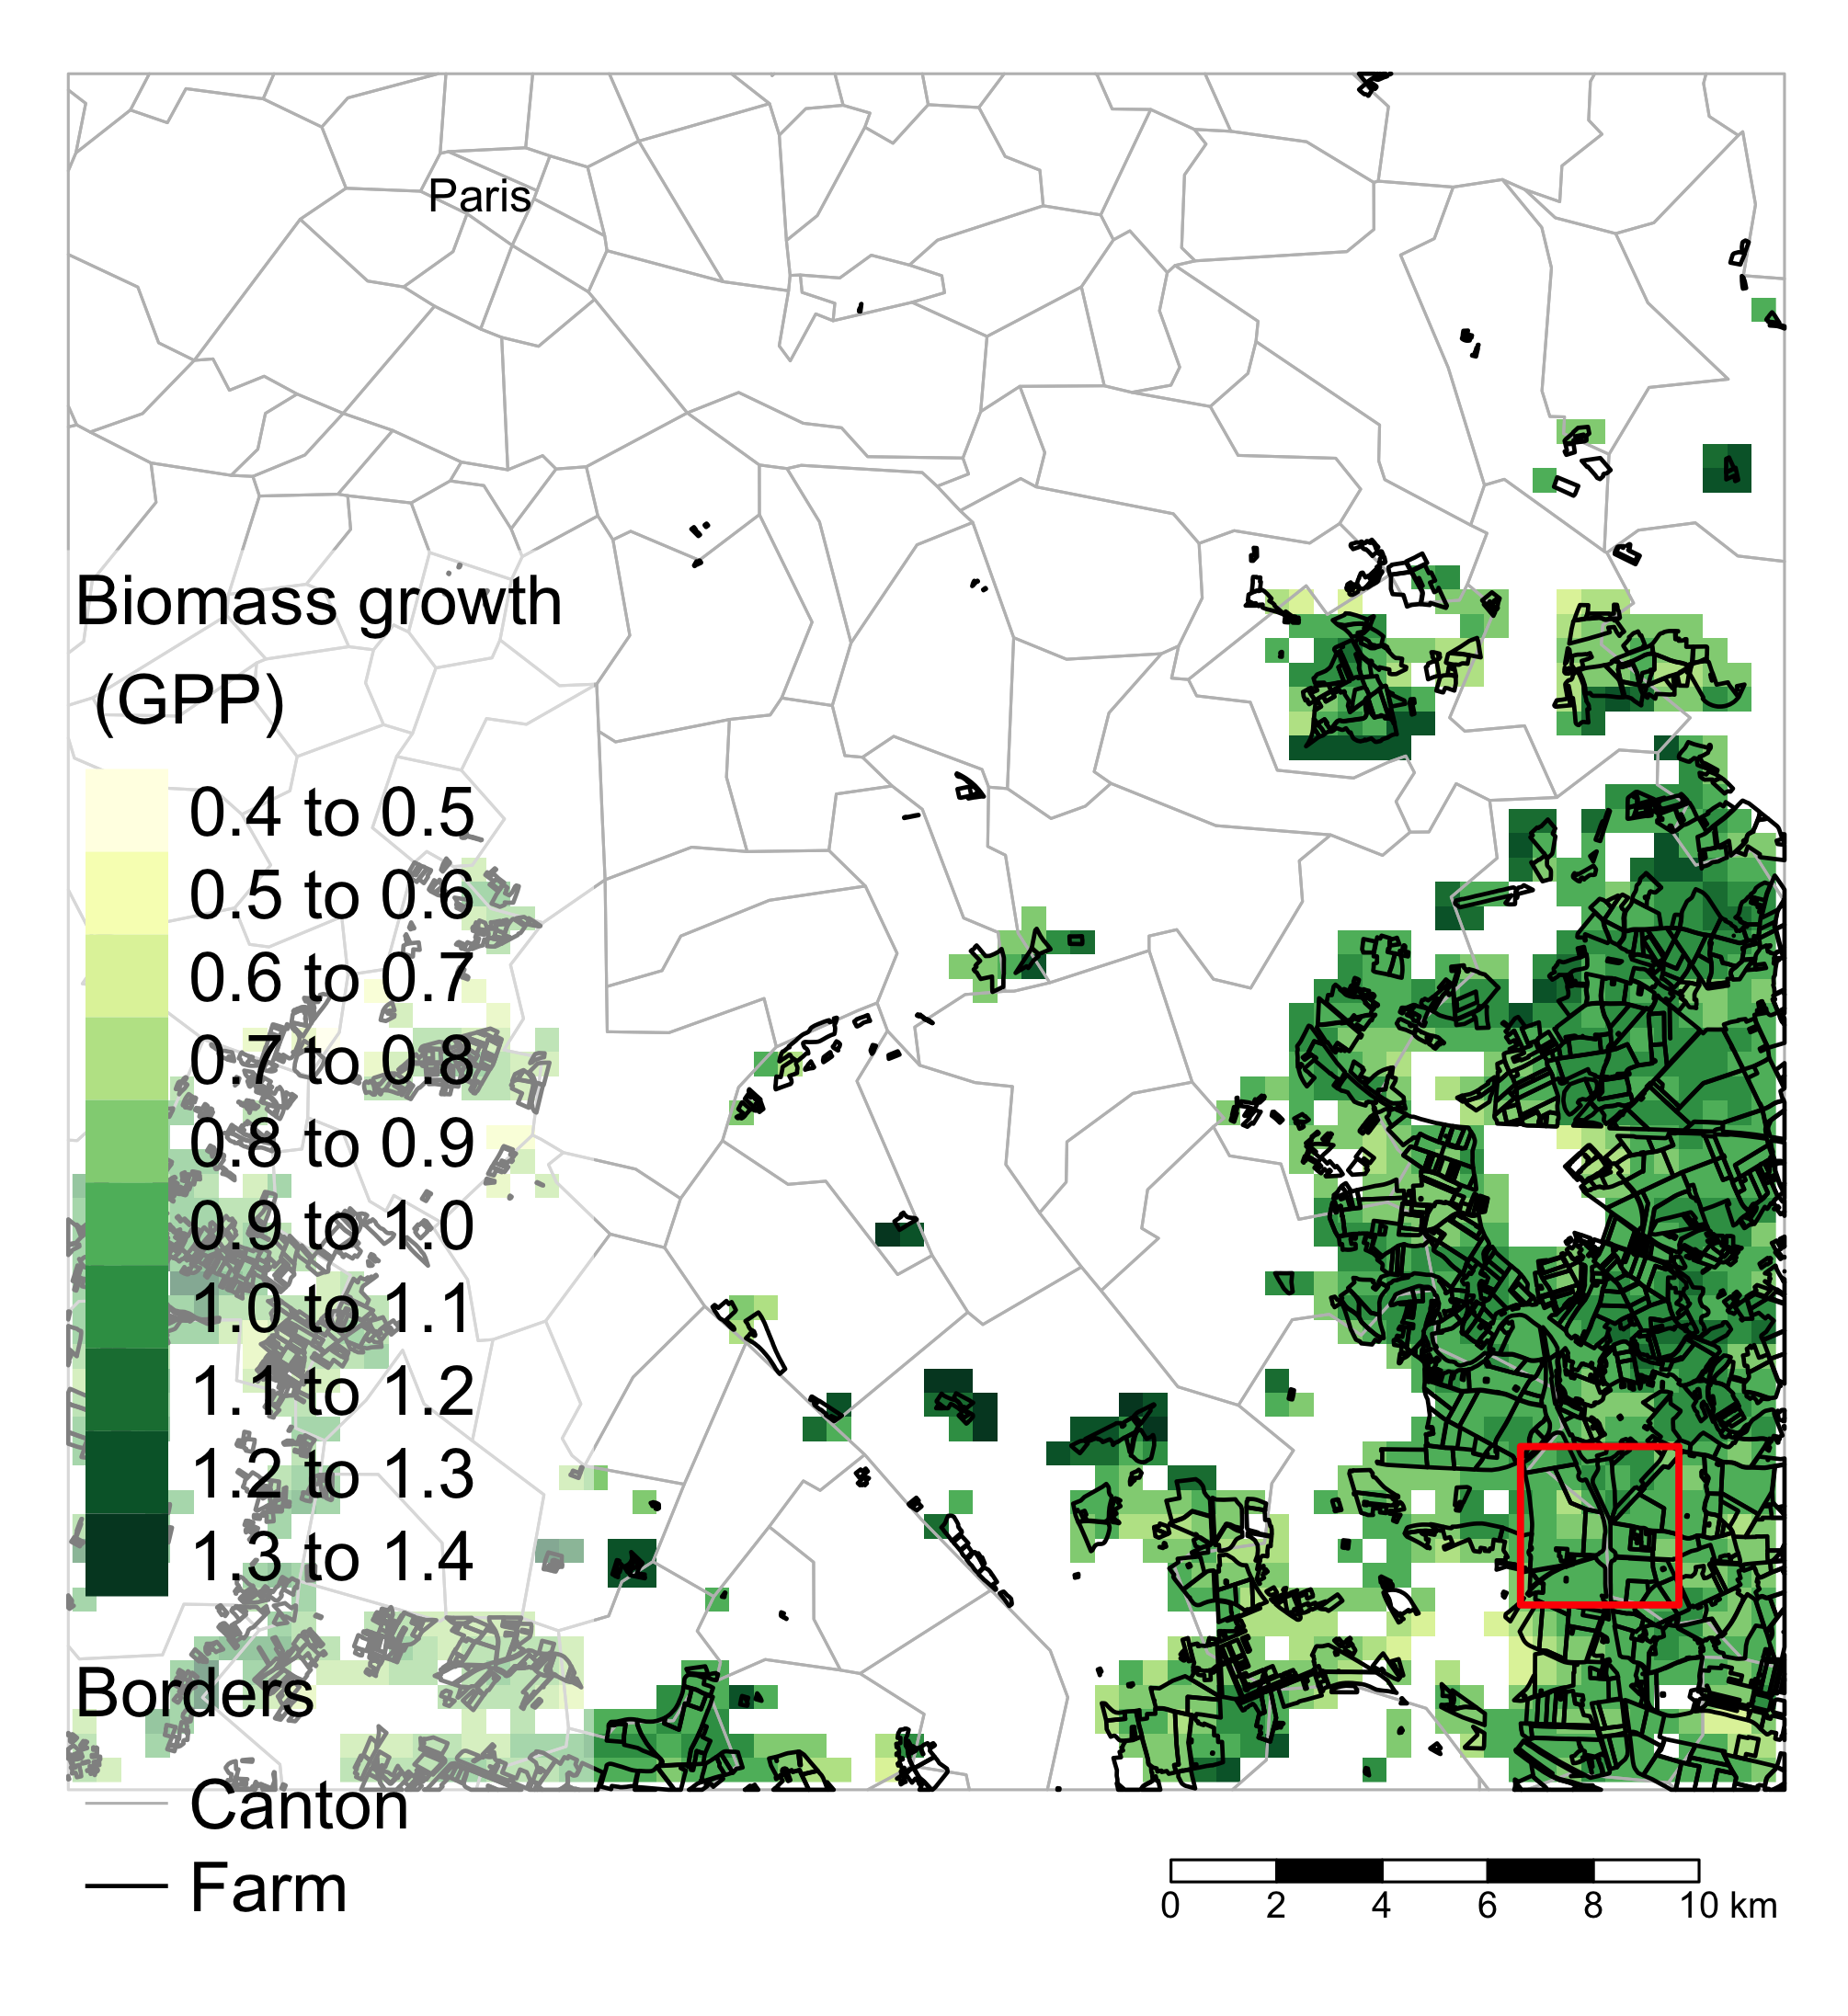 Paris
Biomass growth
(GPP)
0.4 to 0.5
0.5 to 0.6
0.6 to 0.7
0.7 to 0.8
0.8 to 0.9
0.9 to 1.0
1.0 to 1.1
1.1 to 1.2
1.2 to 1.3
1.3 to 1.4
Borders
Canton
Farm
0 2 4 6 8 10 km